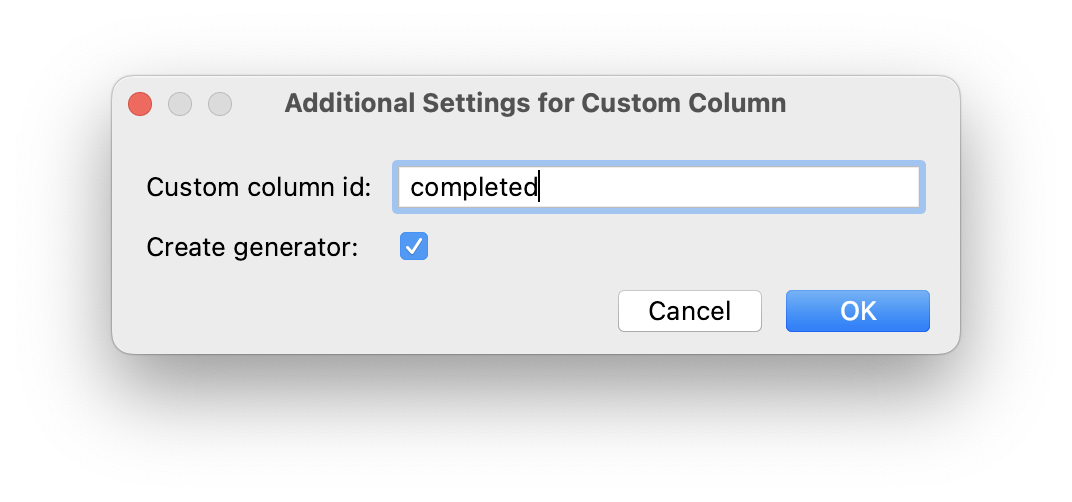 Additional Settings for Custom Column
Custom column id: completed
Create generator:
Cancel OK